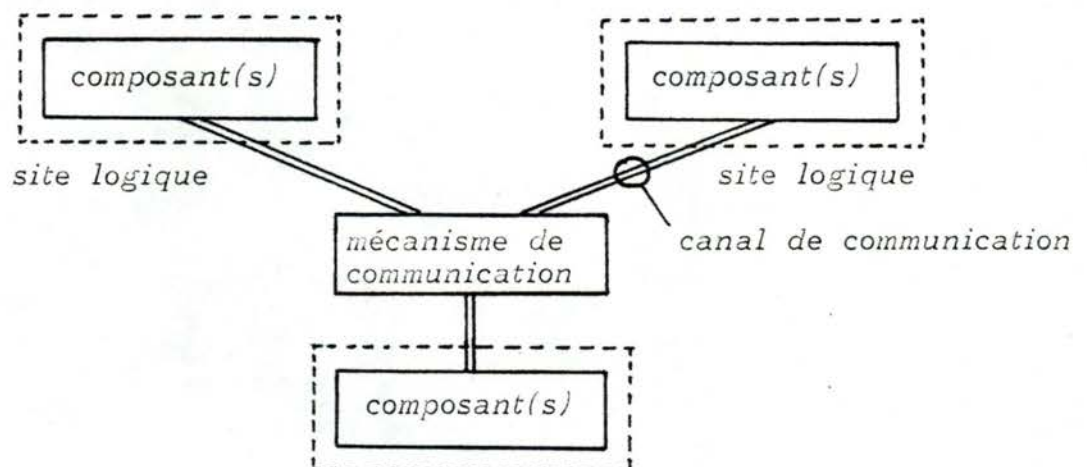 composant(s)
composant(s)
site logique
site logique
mécanisme de
communication
canal de communication
composant(s)